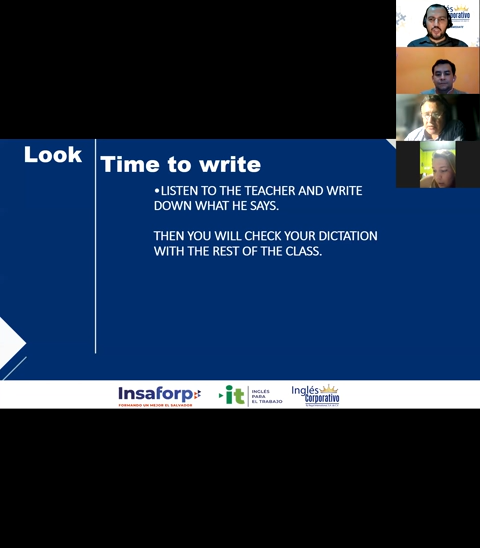 Look
Time to write
•LISTEN TO THE TEACHER AND WRITE
DOWN WHAT HE SAYS.
THEN YOU WILL CHECK YOUR DICTATION
WITH THE REST OF THE CLASS.
Insaforp
FORMANDO UN MEJOR EL SALVADOR
it
INGLÉS
PARA
EL TRABAJO
Inglés
Corporativo